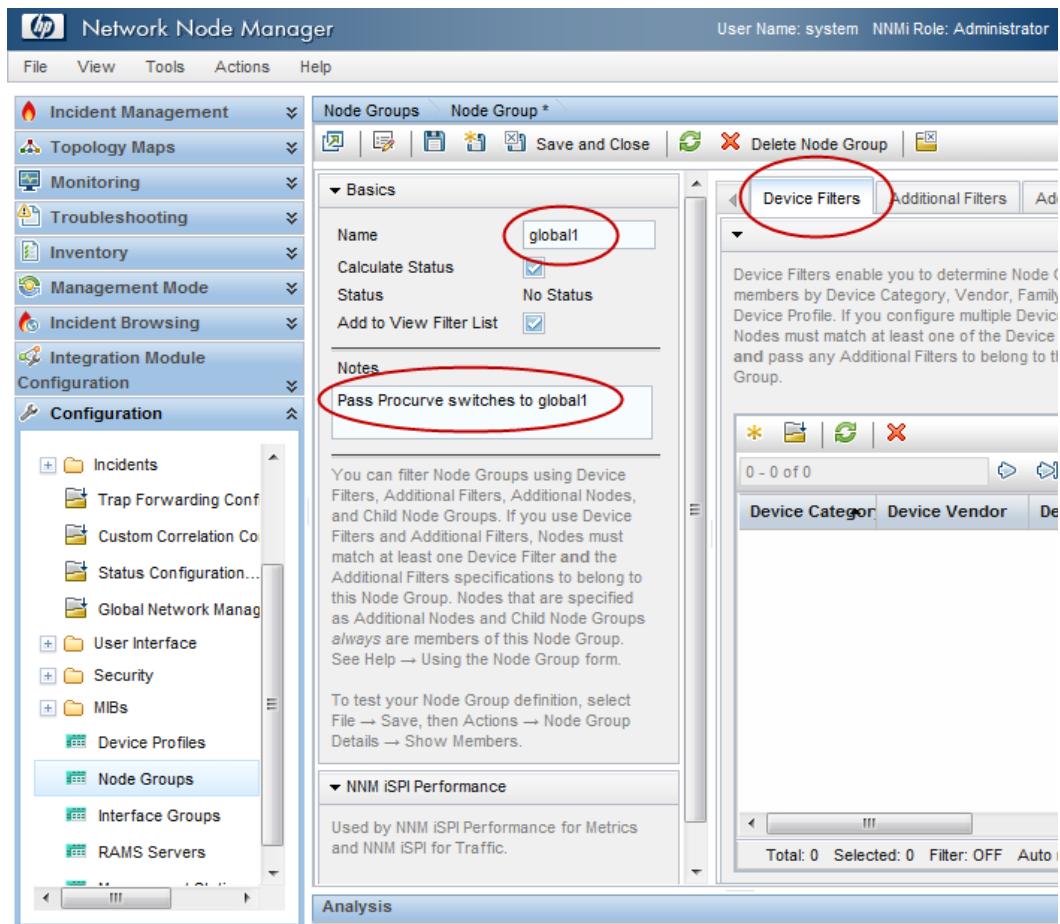 hp Network Node Manager
User Name: system NNMi Role: Administrator
File View Tools Actions Help
Incident Management
Topology Maps
Monitoring
Troubleshooting
Inventory
Management Mode
Incident Browsing
Integration Module
Configuration
Configuration
Incidents
Trap Forwarding Conf
Custom Correlation Co
Status Configuration...
Global Network Manag
User Interface
Security
MIBs
Device Profiles
Node Groups
Interface Groups
RAMS Servers
Node Groups Node Group *
Save and Close Delete Node Group
Basics
Name global1
Calculate Status
Status No Status
Add to View Filter List
Notes
Pass Procurve switches to global1
You can filter Node Groups using Device
Filters, Additional Filters, Additional Nodes,
and Child Node Groups. If you use Device
Filters and Additional Filters, Nodes must
match at least one Device Filter and the
Additional Filters specifications to belong to
this Node Group. Nodes that are specified
as Additional Nodes and Child Node Groups
always are members of this Node Group.
See Help → Using the Node Group form.
To test your Node Group definition, select
File → Save, then Actions → Node Group
Details → Show Members.
NNM iSPI Performance
Used by NNM iSPI Performance for Metrics
and NNM iSPI for Traffic.
Device Filters Additional Filters Ad
Device Filters enable you to determine Node G
members by Device Category, Vendor, Family
Device Profile. If you configure multiple Device
Nodes must match at least one of the Device
and pass any Additional Filters to belong to th
Group.
0 - 0 of 0
Device Categor Device Vendor De
Total: 0 Selected: 0 Filter: OFF Auto
Analysis